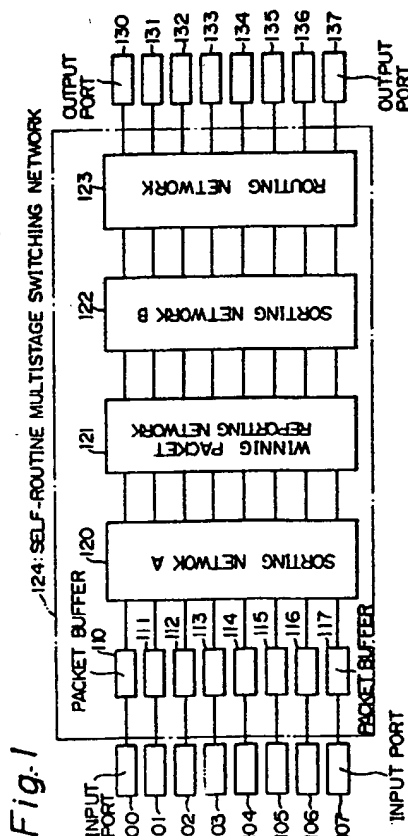 Fig. 1
124: SELF-ROUTINE MULTISTAGE SWITCHING NETWORK
INPUT PORT
00
01
02
03
04
05
06
07
INPUT PORT
PACKET BUFFER
110
111
112
113
114
115
116
117
PACKET BUFFER
120
SORTING NETWOK A
121
WINNIG PACKET
REPORTING NETWORK
122
SORTING NETWORK B
123
ROUTING NETWORK
OUTPUT
PORT
130
131
132
133
134
135
136
137
OUTPUT
PORT